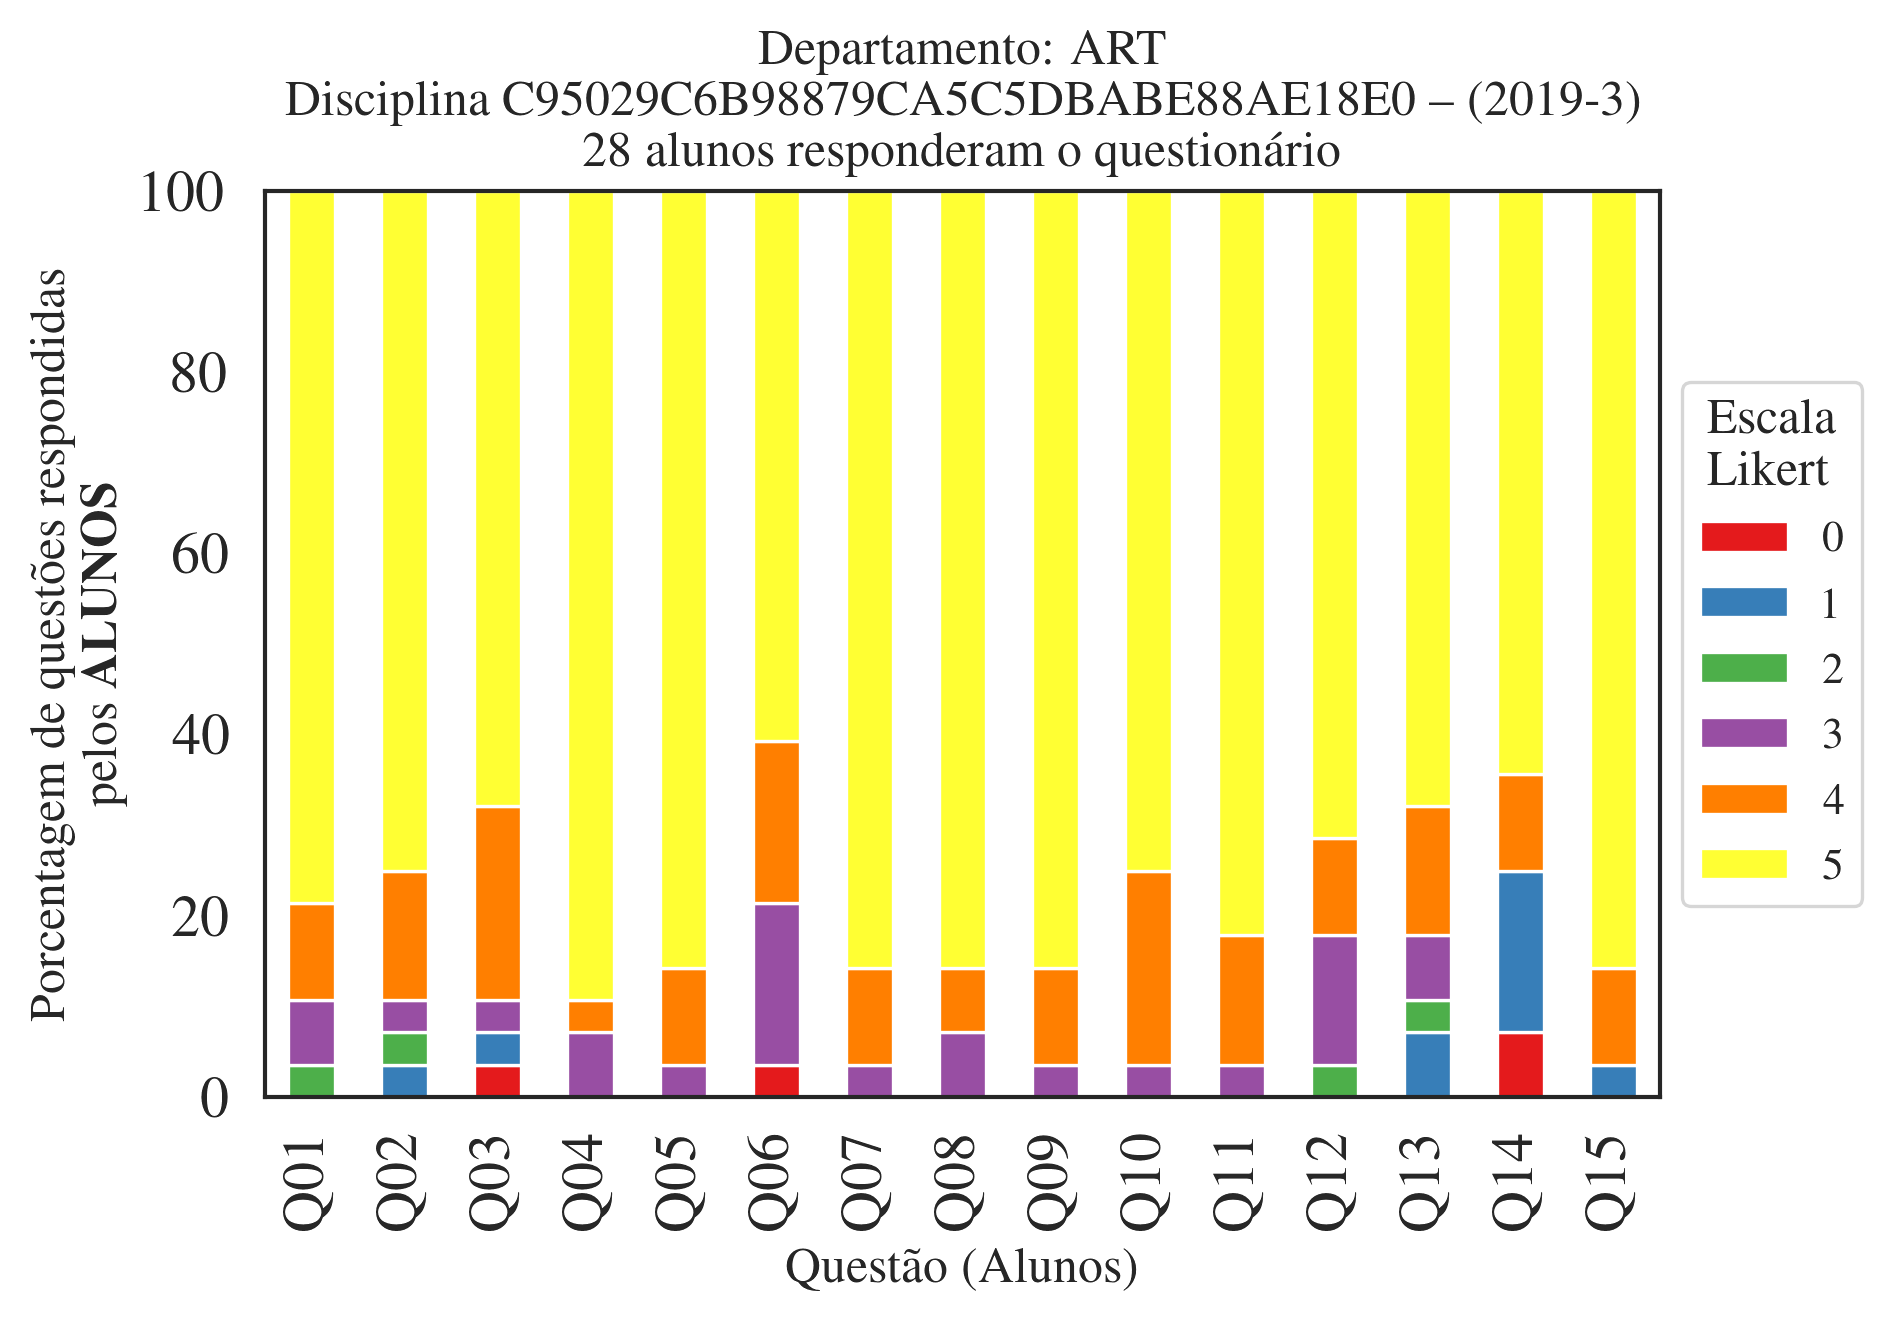 Departamento: ART
Disciplina C95029C6B98879CA5C5DBABE88AE18E0 – (2019-3)
28 alunos responderam o questionário
Porcentagem de questões respondidas
pelos ALUNOS
100
80
60
40
20
0
Q01
Q02
Q03
Q04
Q05
Q06
Q07
Q08
Q09
Q10
Q11
Q12
Q13
Q14
Q15
Questão (Alunos)
Escala
Likert
0
1
2
3
4
5